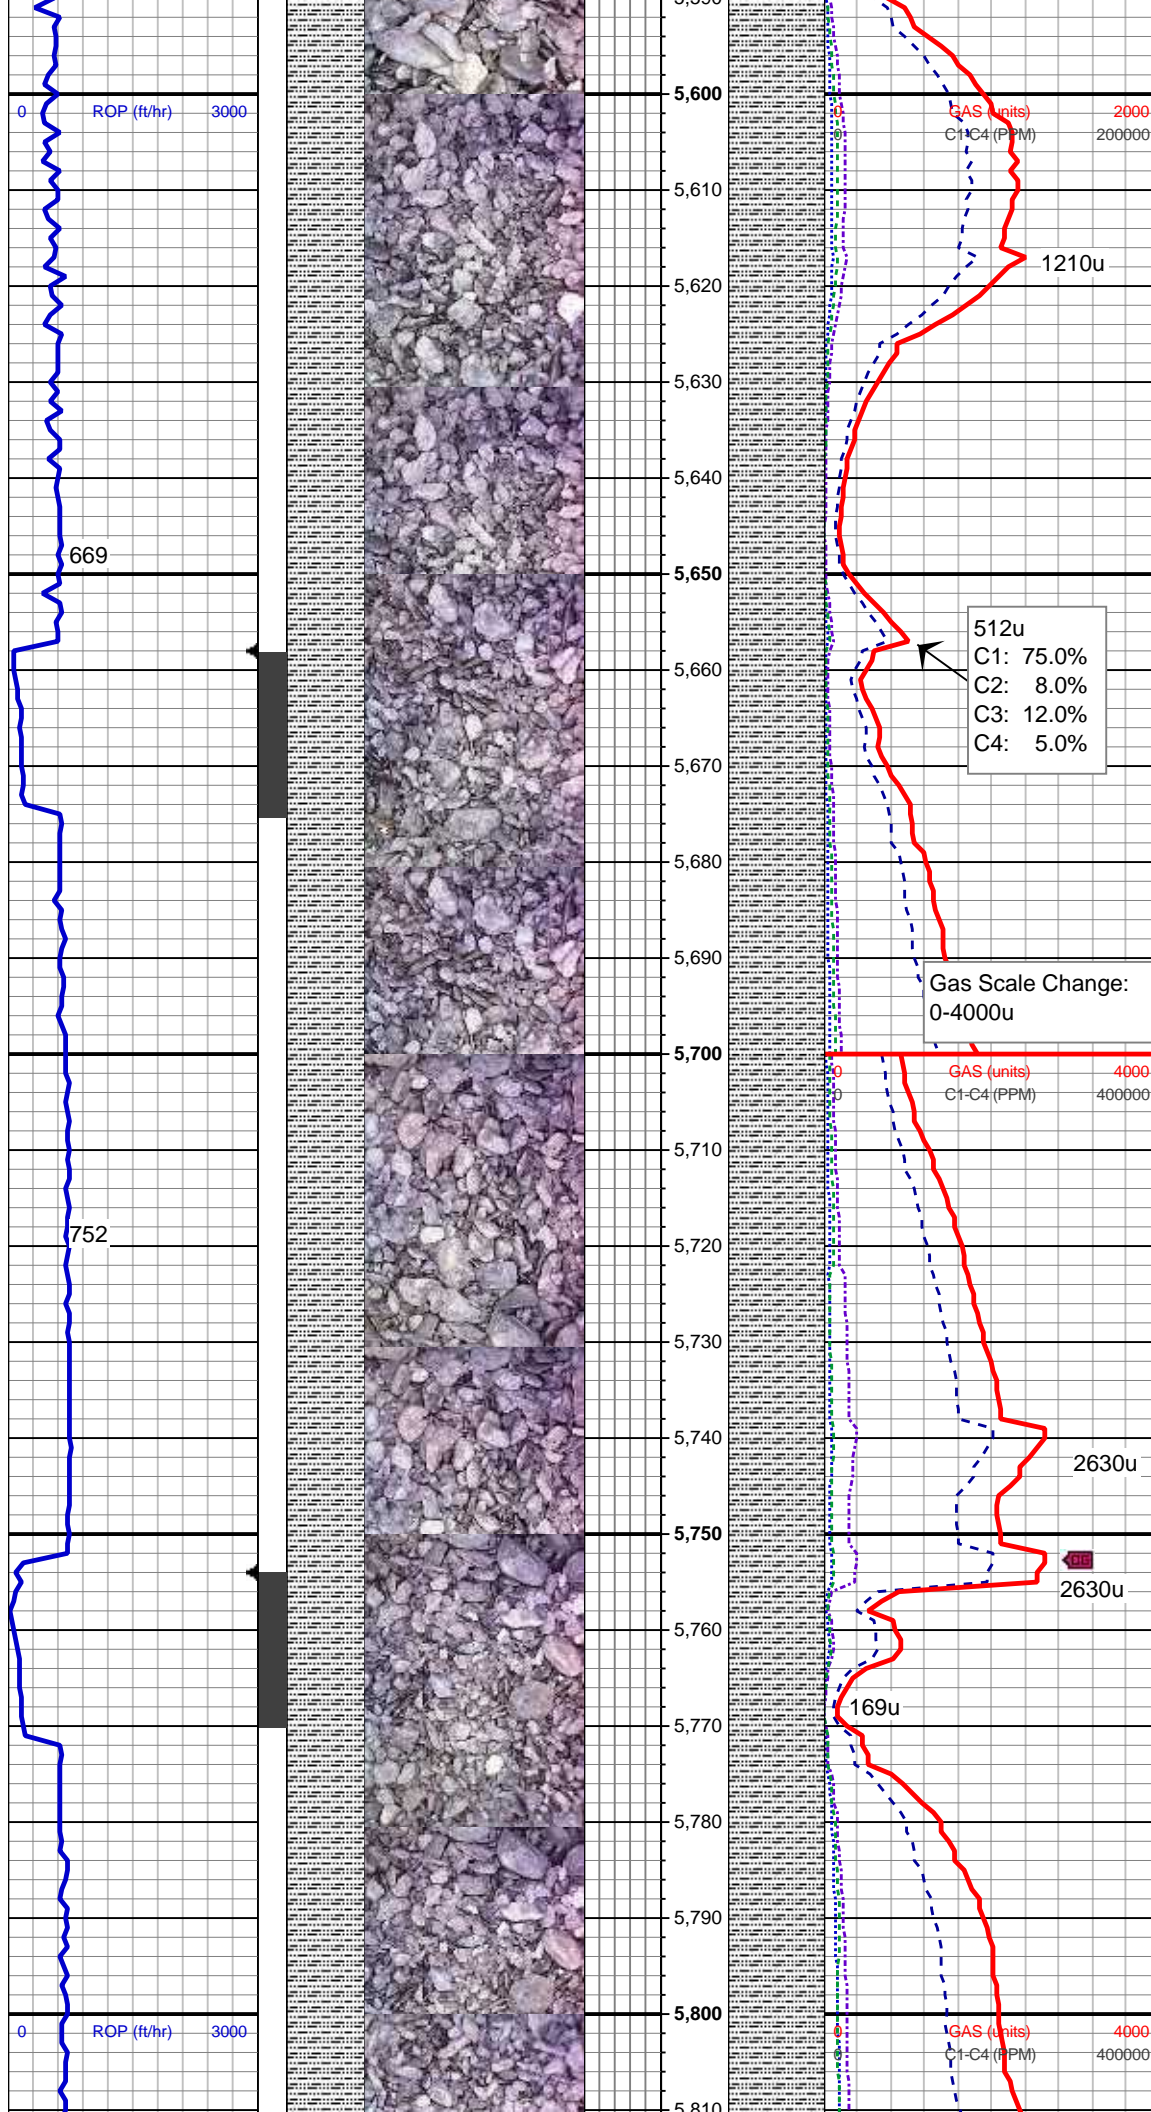 5,590
5,600
0 ROP (ft/hr) 3000
0 GAS (units) 2000
0 C1-C4 (PPM) 200000
5,610
1210u
5,620
5,630
5,640
669
5,650
512u
C1: 75.0%
C2: 8.0%
C3: 12.0%
C4: 5.0%
5,660
5,670
5,680
5,690
Gas Scale Change:
0-4000u
5,700
0 GAS (units) 4000
0 C1-C4 (PPM) 400000
5,710
752
5,720
5,730
5,740
2630u
5,750
CG
2630u
5,760
169u
5,770
5,780
5,790
5,800
0 ROP (ft/hr) 3000
0 GAS (units) 4000
0 C1-C4 (PPM) 400000
5,810